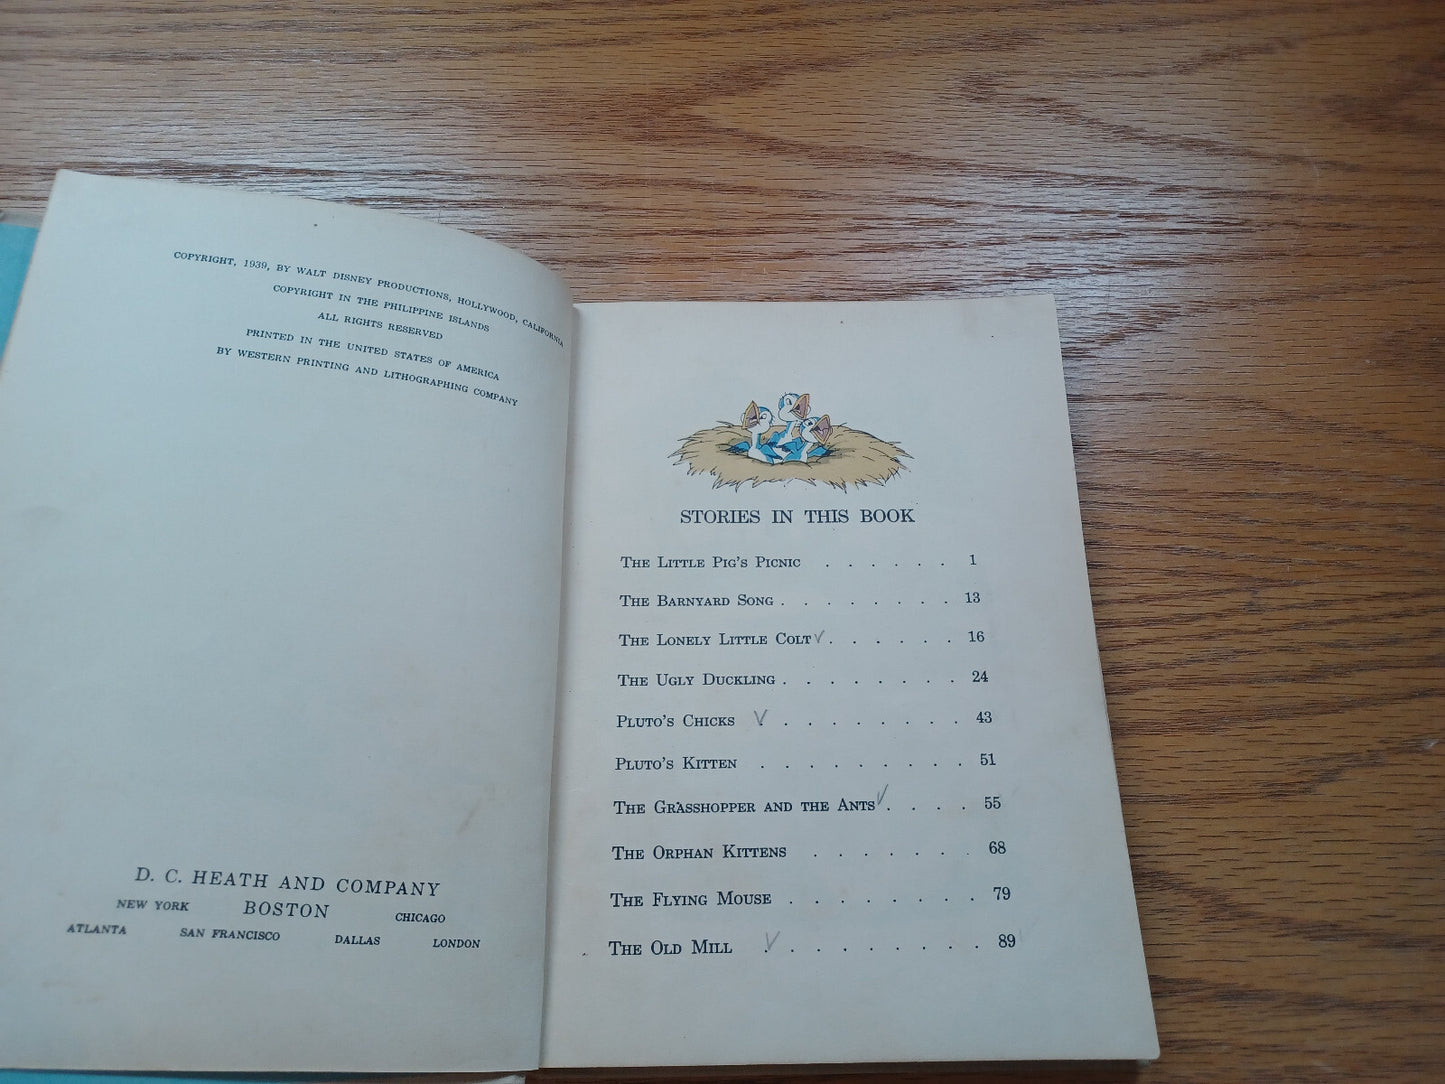 COPYRIGHT, 1939, BY WALT DISNEY PRODUCTIONS, HOLLYWOOD, CALIFORNIA
COPYRIGHT IN THE PHILIPPINE ISLANDS
ALL RIGHTS RESERVED
PRINTED IN THE UNITED STATES OF AMERICA
BY WESTERN PRINTING AND LITHOGRAPHING COMPANY
D. C. HEATH AND COMPANY
NEW YORK BOSTON CHICAGO
ATLANTA SAN FRANCISCO DALLAS LONDON
STORIES IN THIS BOOK
THE LITTLE PIG'S PICNIC . . . . . . 1
THE BARNYARD SONG . . . . . . . . 13
THE LONELY LITTLE COLT ✓ . . . . . . 16
THE UGLY DUCKLING . . . . . . . . 24
PLUTO'S CHICKS ✓ . . . . . . . . . 43
PLUTO'S KITTEN . . . . . . . . . 51
THE GRASSHOPPER AND THE ANTS ✓ . . . . 55
THE ORPHAN KITTENS . . . . . . . 68
THE FLYING MOUSE . . . . . . . . 79
THE OLD MILL ✓ . . . . . . . . . 89